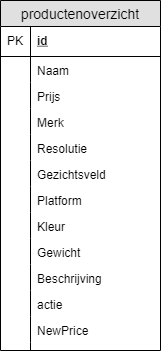 productenoverzicht
PK id
Naam
Prijs
Merk
Resolutie
Gezichtsveld
Platform
Kleur
Gewicht
Beschrijving
actie
NewPrice